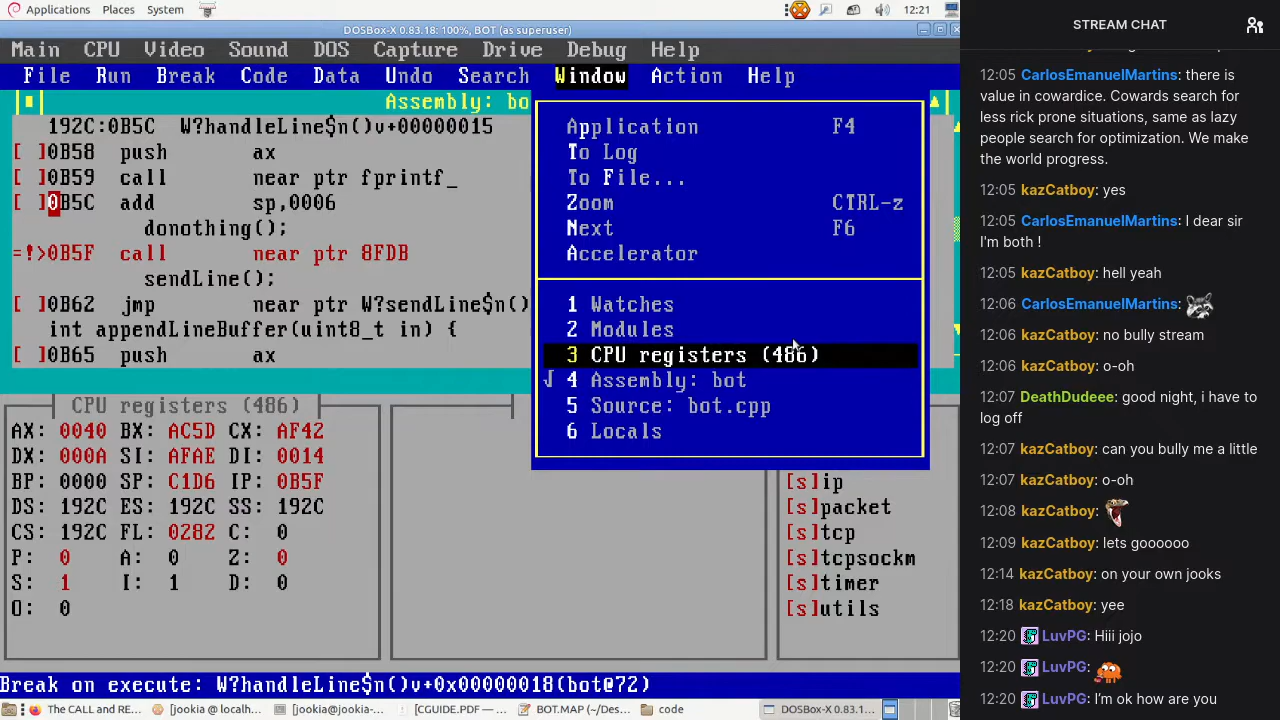 Applications Places System 12:21
DOSBox-X 0.83.18: 100%, BOT (as superuser)
Main CPU Video Sound DOS Capture Drive Debug Help
File Run Break Code Data Undo Search Window Action Help
Assembly: bo
192C:0B5C W?handleLine$n()v+00000015
[ ]0B58 push ax
[ ]0B59 call near ptr fprintf_
[ ]0B5C add sp,0006
donothing();
=!>0B5F call near ptr 8FDB
sendLine();
[ ]0B62 jmp near ptr W?sendLine$n()
int appendLineBuffer(uint8_t in) {
[ ]0B65 push ax
Application F4
To Log
To File...
Zoom CTRL-z
Next F6
Accelerator
1 Watches
2 Modules
3 CPU registers (486)
√ 4 Assembly: bot
5 Source: bot.cpp
6 Locals
CPU registers (486)
AX: 0040 BX: AC5D CX: AF42
DX: 000A SI: AFAE DI: 0014
BP: 0000 SP: C1D6 IP: 0B5F
DS: 192C ES: 192C SS: 192C
CS: 192C FL: 0282 C: 0
P: 0 A: 0 Z: 0
S: 1 I: 1 D: 0
O: 0
[s]ip
[s]packet
[s]tcp
[s]tcpsockm
[s]timer
[s]utils
Break on execute: W?handleLine$n()v+0x00000018(bot@72)
The CALL and RE... [jookia @ localh... [jookia@jookia-... [CGUIDE.PDF — ... BOT.MAP (~/Des... code DOSBox-X 0.83.1...
STREAM CHAT
12:05 CarlosEmanuelMartins: there is
value in cowardice. Cowards search for
less rick prone situations, same as lazy
people search for optimization. We make
the world progress.
12:05 kazCatboy: yes
12:05 CarlosEmanuelMartins: I dear sir
I'm both !
12:05 kazCatboy: hell yeah
12:06 CarlosEmanuelMartins:
12:06 kazCatboy: no bully stream
12:06 kazCatboy: o-oh
12:07 DeathDudeee: good night, i have to
log off
12:07 kazCatboy: can you bully me a little
12:07 kazCatboy: o-oh
12:08 kazCatboy:
12:09 kazCatboy: lets goooooo
12:14 kazCatboy: on your own jooks
12:18 kazCatboy: yee
12:20 LuvPG: Hiii jojo
12:20 LuvPG:
12:20 LuvPG: I'm ok how are you